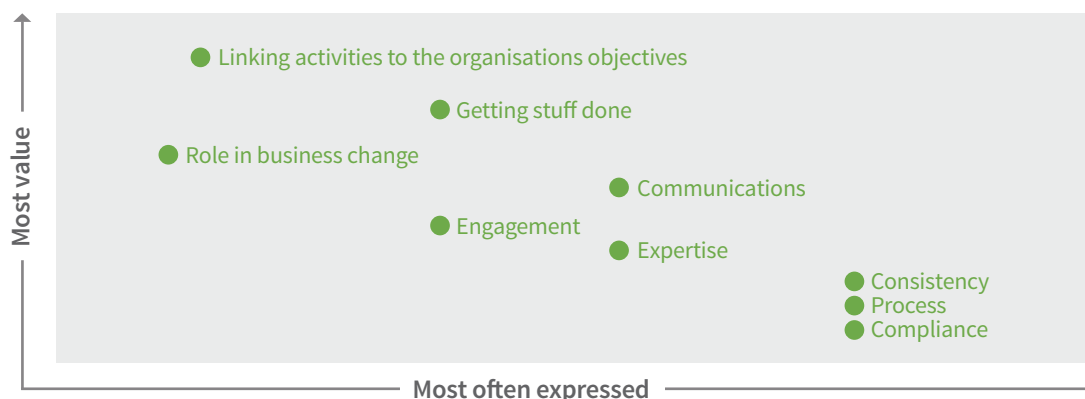 Linking activities to the organisations objectives
Getting stuff done
Role in business change
Communications
Engagement
Expertise
Consistency
Process
Compliance
Most value
Most often expressed